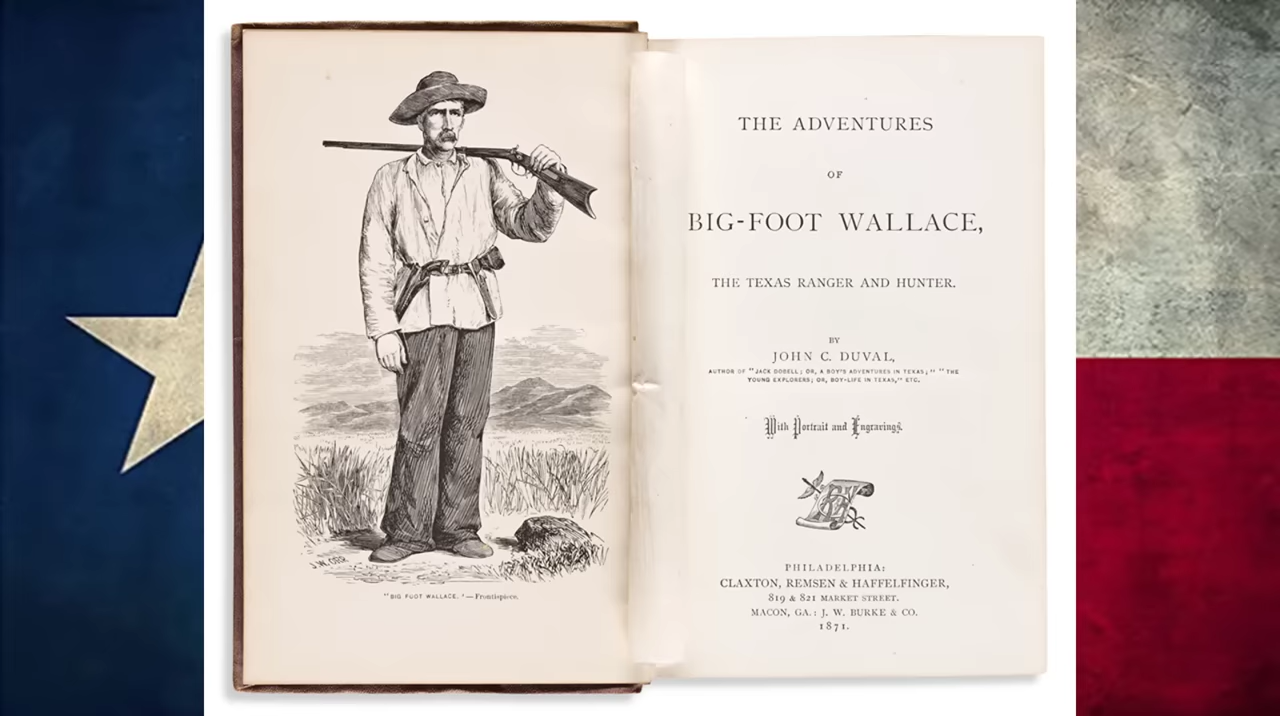 J.W. ORR
"BIG FOOT WALLACE."—Frontispiece.
THE ADVENTURES
OF
BIG-FOOT WALLACE,
THE TEXAS RANGER AND HUNTER.
BY
JOHN C. DUVAL,
AUTHOR OF "JACK DOBELL; OR, A BOY'S ADVENTURES IN TEXAS;" "THE
YOUNG EXPLORERS; OR, BOY-LIFE IN TEXAS," ETC.
With Portrait and Engravings.
PHILADELPHIA:
CLAXTON, REMSEN & HAFFELFINGER,
819 & 821 MARKET STREET.
MACON, GA.: J. W. BURKE & CO.
1871.